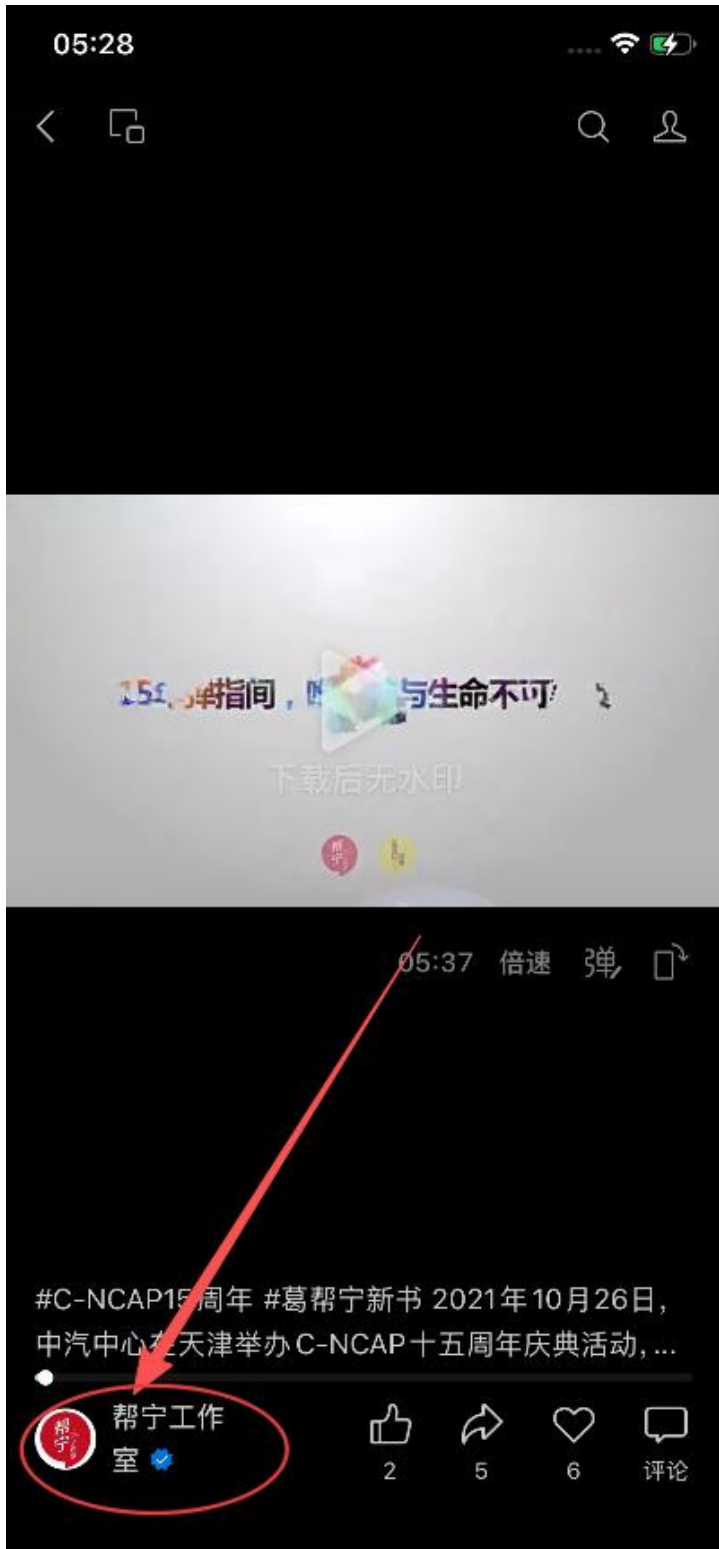 05:28
指间，
与生命不可
下载后无水印
帮宁
05:37 倍速 弹
#C-NCAP15周年 #葛帮宁新书 2021年10月26日，
中汽中心在天津举办C-NCAP十五周年庆典活动，...
帮宁
帮宁工作
室
2 5 6 评论